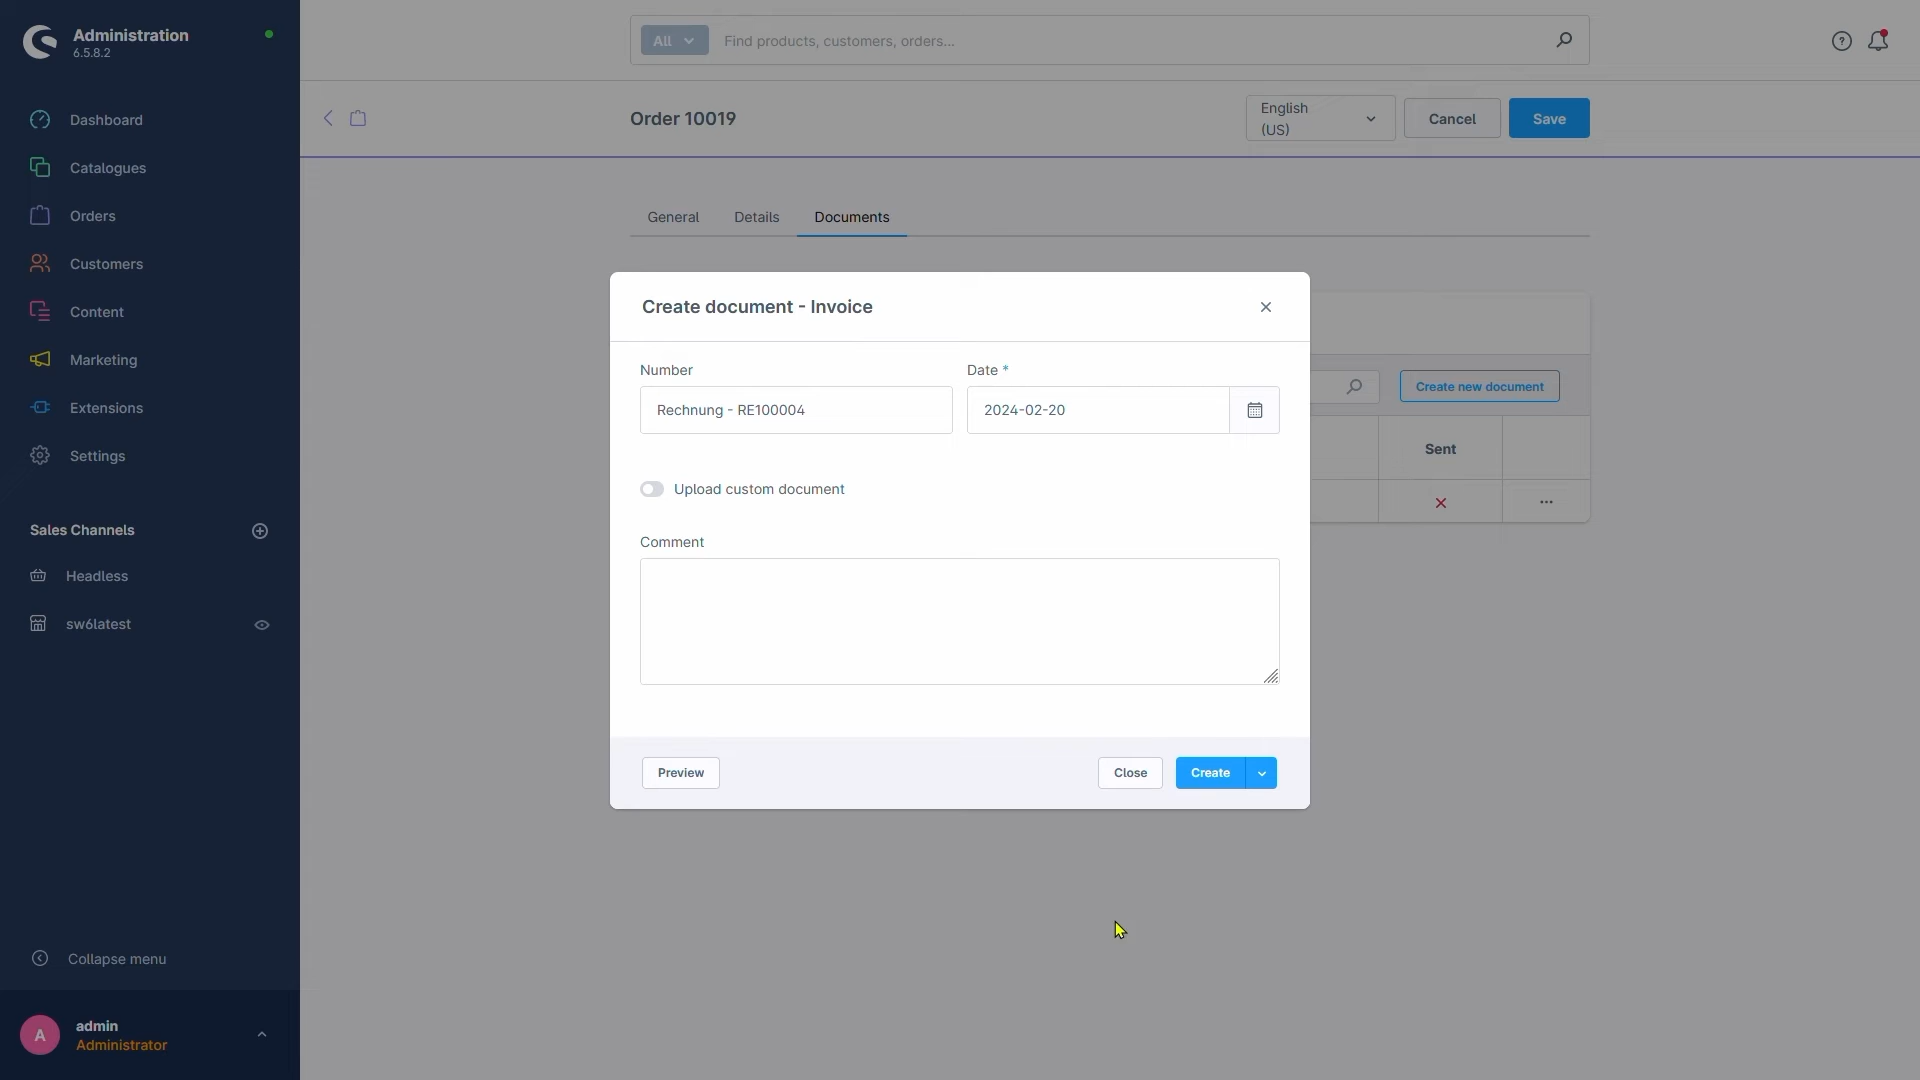 Administration
6.5.8.2
All
Find products, customers, orders...
Order 10019
English
(US)
Cancel
Save
Dashboard
Catalogues
Orders
Customers
Content
Marketing
Extensions
Settings
Sales Channels
Headless
sw6latest
Collapse menu
A
admin
Administrator
General
Details
Documents
Create new document
Sent
Create document - Invoice
Number
Date *
Rechnung - RE100004
2024-02-20
Upload custom document
Comment
Preview
Close
Create